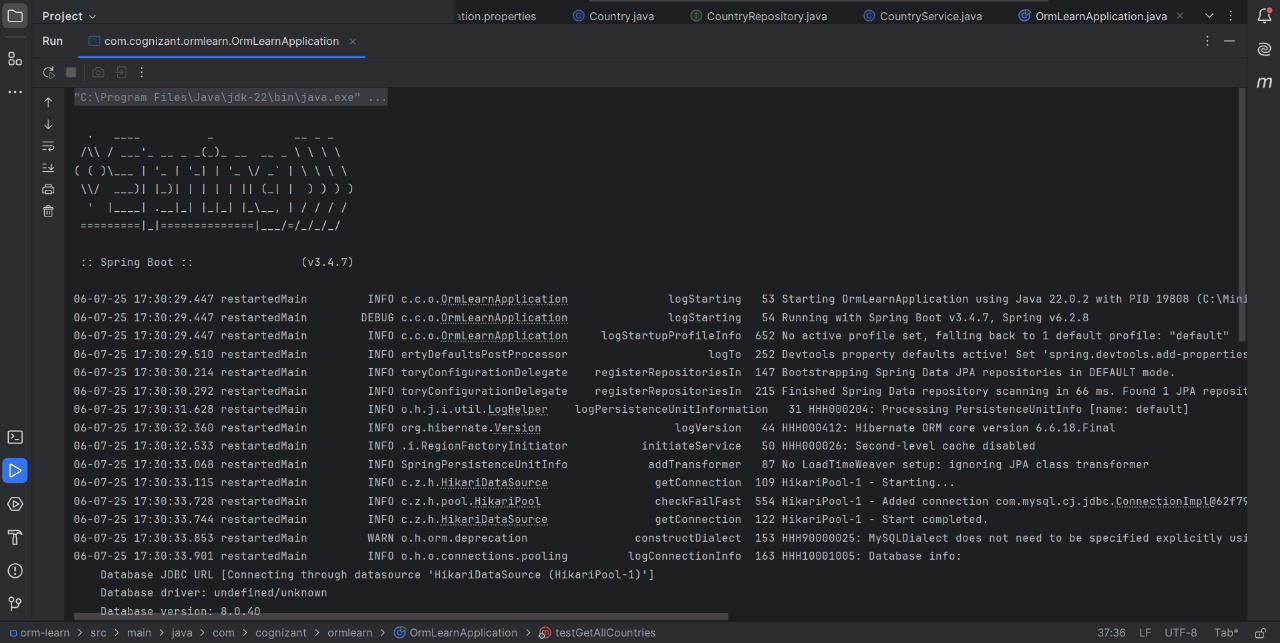 Project
ation.properties
Country.java
CountryRepository.java
CountryService.java
OrmLearnApplication.java
Run
com.cognizant.ormlearn.OrmLearnApplication
m
"C:\Program Files\Java\jdk-22\bin\java.exe" ...
  .   ____          _            __ _ _
 /\\ / ___'_ __ _ _(_)_ __  __ _ \ \ \ \
( ( )\___ | '_ | '_| | '_ \/ _` | \ \ \ \
 \\/  ___)| |_)| | | | | || (_| |  ) ) ) )
  '  |____| .__|_| |_|_| |_\__, | / / / /
 =========|_|==============|___/=/_/_/_/
 :: Spring Boot ::                (v3.4.7)
06-07-25 17:30:29.447 restartedMain         INFO c.c.o.OrmLearnApplication               logStarting   53 Starting OrmLearnApplication using Java 22.0.2 with PID 19808 (C:\Mini
06-07-25 17:30:29.447 restartedMain        DEBUG c.c.o.OrmLearnApplication               logStarting   54 Running with Spring Boot v3.4.7, Spring v6.2.8
06-07-25 17:30:29.447 restartedMain         INFO c.c.o.OrmLearnApplication     logStartupProfileInfo  652 No active profile set, falling back to 1 default profile: "default"
06-07-25 17:30:29.510 restartedMain         INFO ertyDefaultsPostProcessor                     logTo  252 Devtools property defaults active! Set 'spring.devtools.add-properties
06-07-25 17:30:30.214 restartedMain         INFO toryConfigurationDelegate    registerRepositoriesIn  147 Bootstrapping Spring Data JPA repositories in DEFAULT mode.
06-07-25 17:30:30.292 restartedMain         INFO toryConfigurationDelegate    registerRepositoriesIn  215 Finished Spring Data repository scanning in 66 ms. Found 1 JPA reposit
06-07-25 17:30:31.628 restartedMain         INFO o.h.j.i.util.LogHelper    logPersistenceUnitInformation   31 HHH000204: Processing PersistenceUnitInfo [name: default]
06-07-25 17:30:32.360 restartedMain         INFO org.hibernate.Version                    logVersion   44 HHH000412: Hibernate ORM core version 6.6.18.Final
06-07-25 17:30:32.533 restartedMain         INFO .i.RegionFactoryInitiator           initiateService   50 HHH000026: Second-level cache disabled
06-07-25 17:30:33.068 restartedMain         INFO SpringPersistenceUnitInfo            addTransformer   87 No LoadTimeWeaver setup: ignoring JPA class transformer
06-07-25 17:30:33.115 restartedMain         INFO c.z.h.HikariDataSource                getConnection  109 HikariPool-1 - Starting...
06-07-25 17:30:33.728 restartedMain         INFO c.z.h.pool.HikariPool                 checkFailFast  554 HikariPool-1 - Added connection com.mysql.cj.jdbc.ConnectionImpl@62f79
06-07-25 17:30:33.744 restartedMain         INFO c.z.h.HikariDataSource                getConnection  122 HikariPool-1 - Start completed.
06-07-25 17:30:33.853 restartedMain         WARN o.h.orm.deprecation                constructDialect  153 HHH90000025: MySQLDialect does not need to be specified explicitly usi
06-07-25 17:30:33.901 restartedMain         INFO o.h.o.connections.pooling         logConnectionInfo  163 HHH10001005: Database info:
    Database JDBC URL [Connecting through datasource 'HikariDataSource (HikariPool-1)']
    Database driver: undefined/unknown
    Database version: 8.0.40
orm-learn > src > main > java > com > cognizant > ormlearn > OrmLearnApplication > testGetAllCountries
37:36 LF UTF-8 Tab*